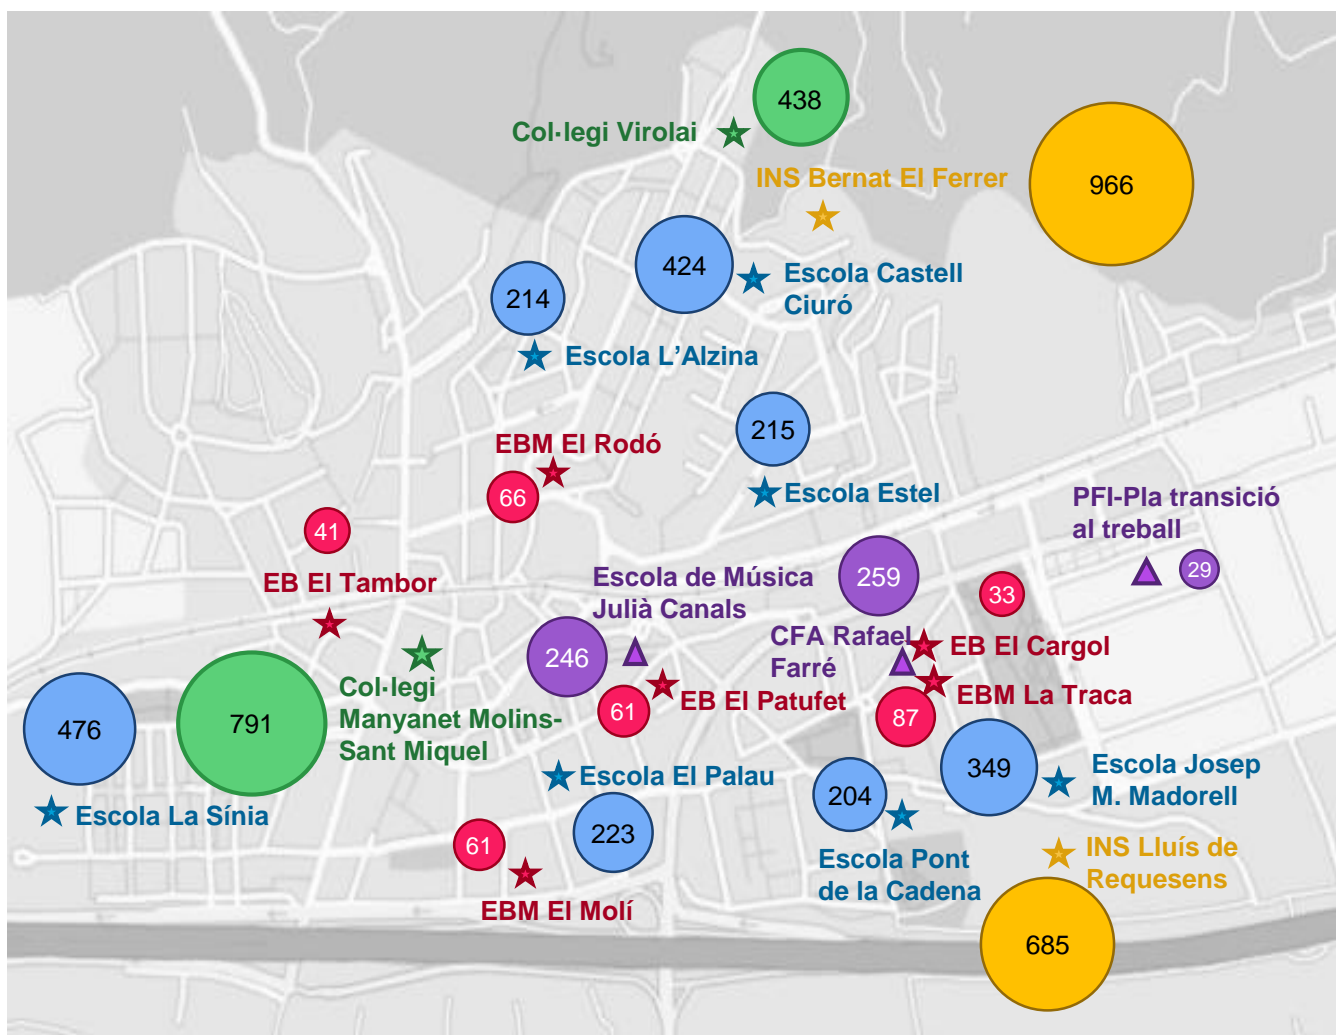 438
Col·legi Virolai
INS Bernat El Ferrer
966
424
Escola Castell
Ciuró
214
Escola L’Alzina
215
EBM El Rodó
66
Escola Estel
PFI-Pla transició
al treball
29
41
EB El Tambor
Escola de Música
Julià Canals
259
33
246
CFA Rafael
Farré
EB El Cargol
EBM La Traca
87
EB El Patufet
61
Col·legi
Manyanet Molins-
Sant Miquel
791
476
Escola La Sínia
Escola El Palau
223
349
Escola Josep
M. Madorell
204
Escola Pont
de la Cadena
INS Lluís de
Requesens
61
EBM El Molí
685